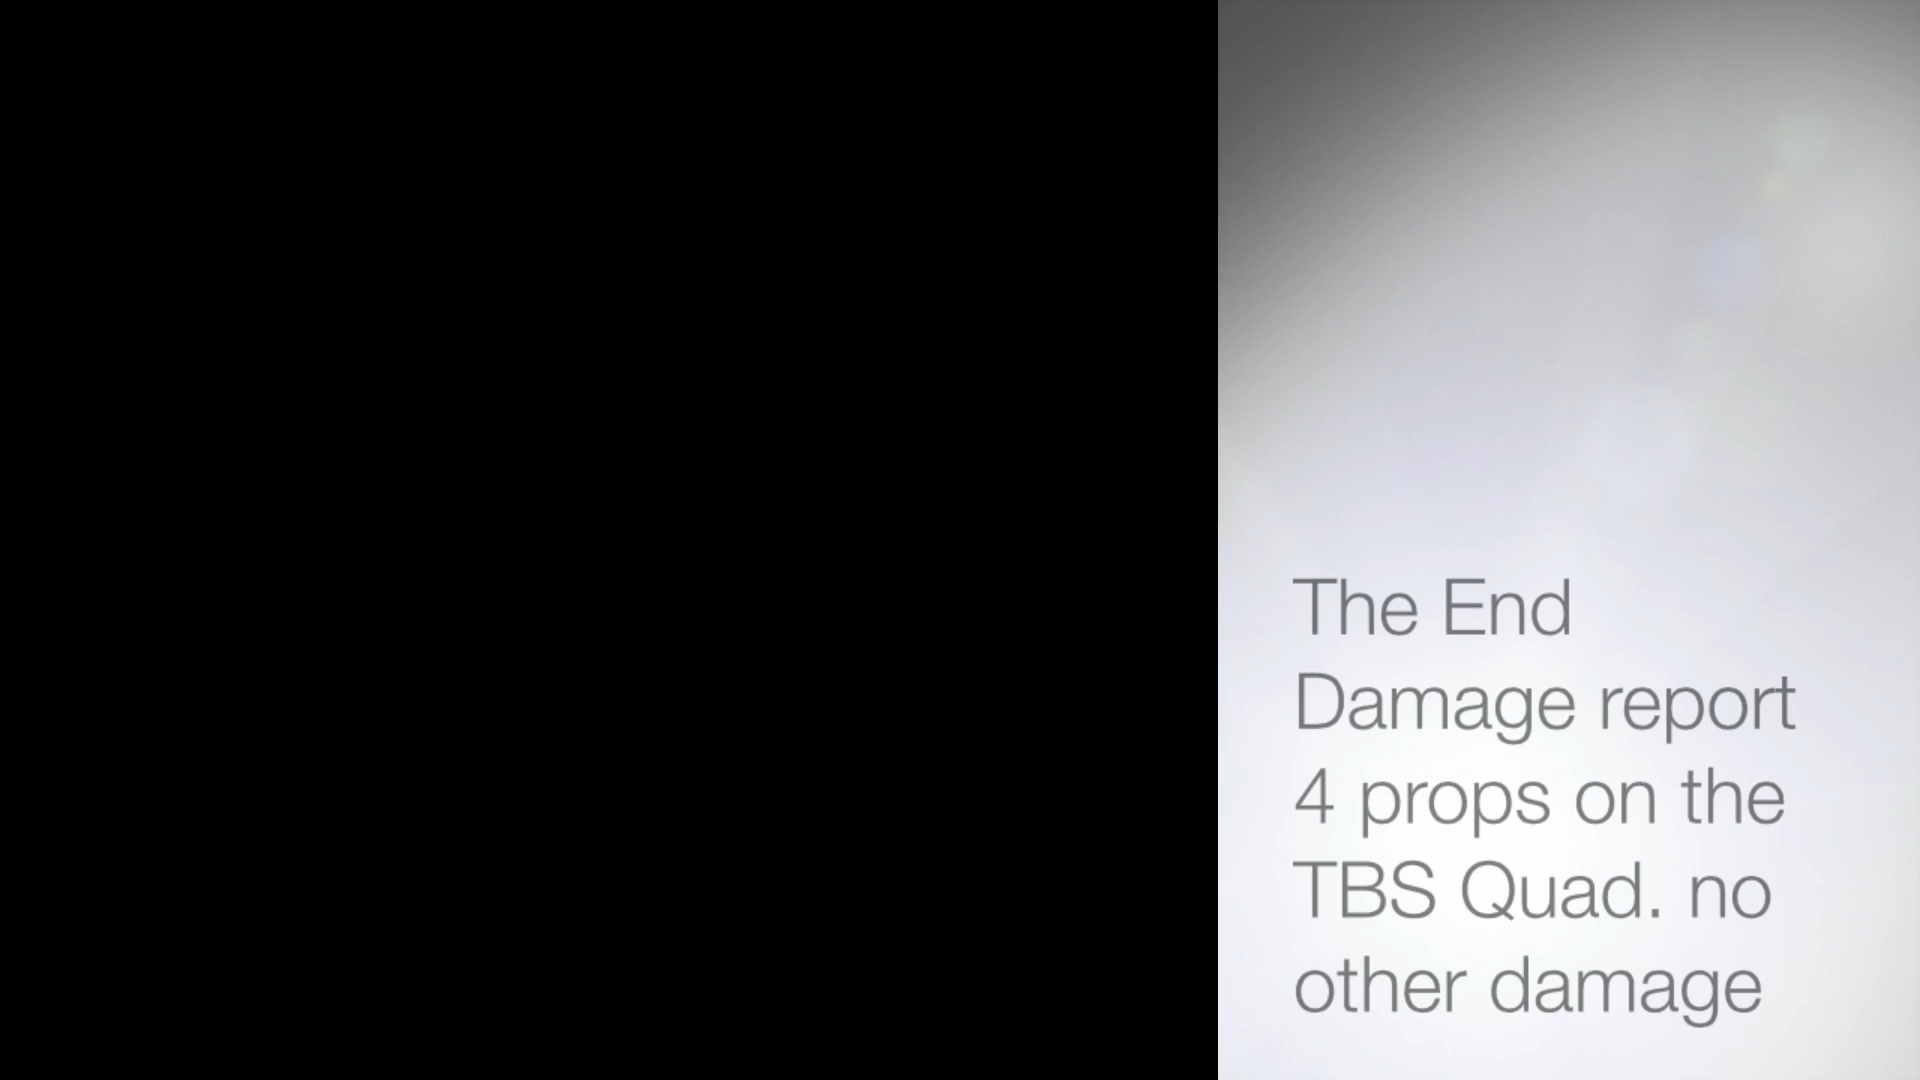 The End
Damage report
4 props on the
TBS Quad. no
other damage